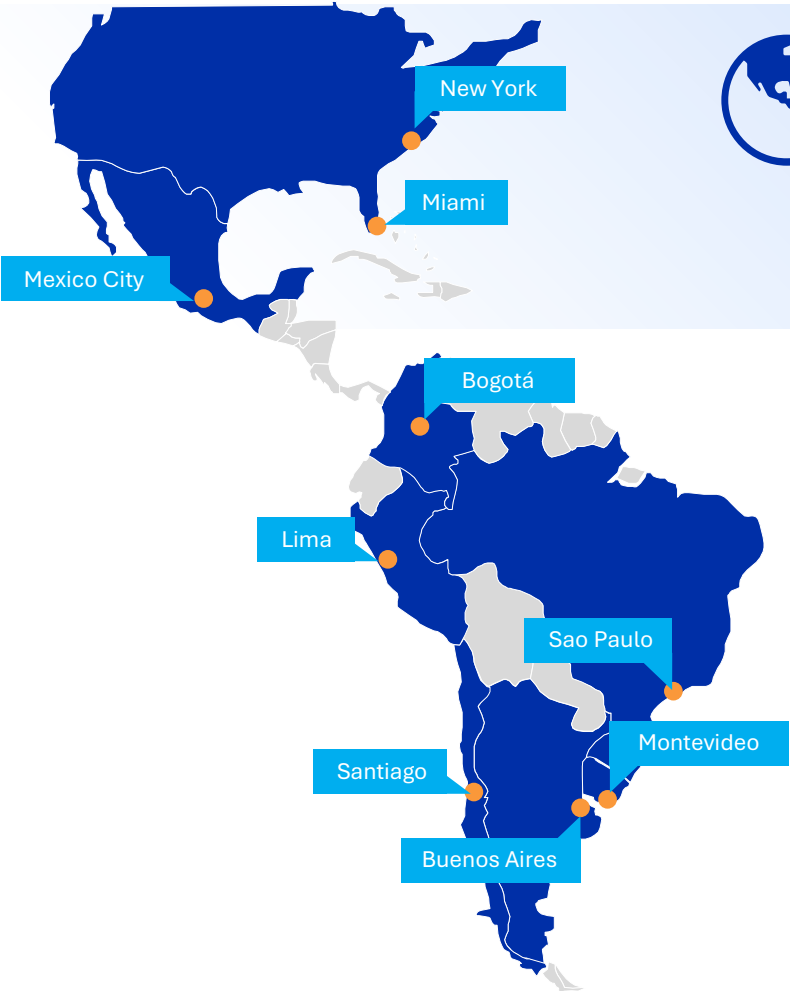 New York
Miami
Mexico City
Bogotá
Lima
Sao Paulo
Montevideo
Santiago
Buenos Aires